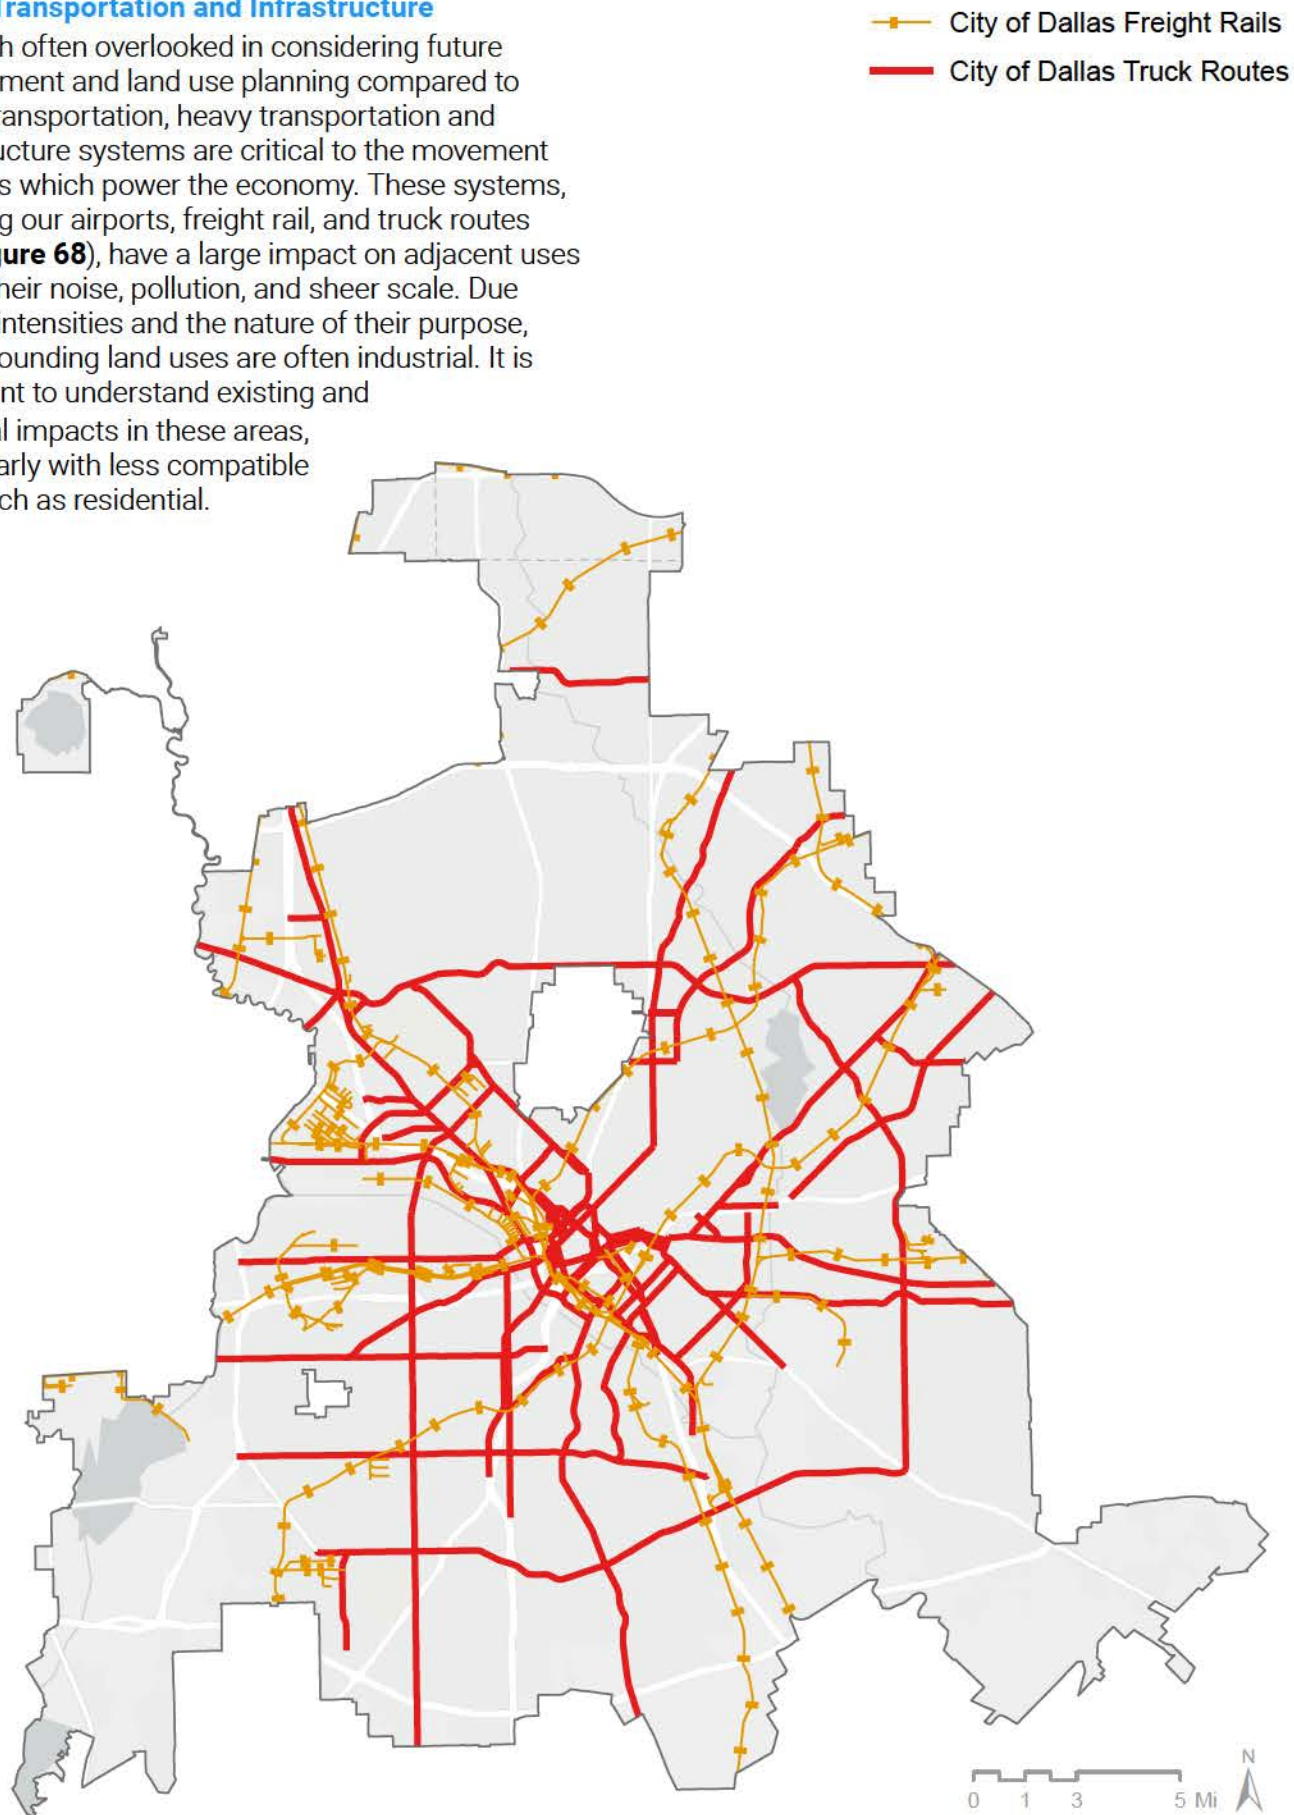 Transportation and Infrastructure
h often overlooked in considering future
ment and land use planning compared to
ransportation, heavy transportation and
ucture systems are critical to the movement
s which power the economy. These systems,
g our airports, freight rail, and truck routes
gure 68), have a large impact on adjacent uses
heir noise, pollution, and sheer scale. Due
intensities and the nature of their purpose,
ounding land uses are often industrial. It is
nt to understand existing and
l impacts in these areas,
arly with less compatible
ch as residential.
City of Dallas Freight Rails
City of Dallas Truck Routes
0 1 3 5 Mi
N